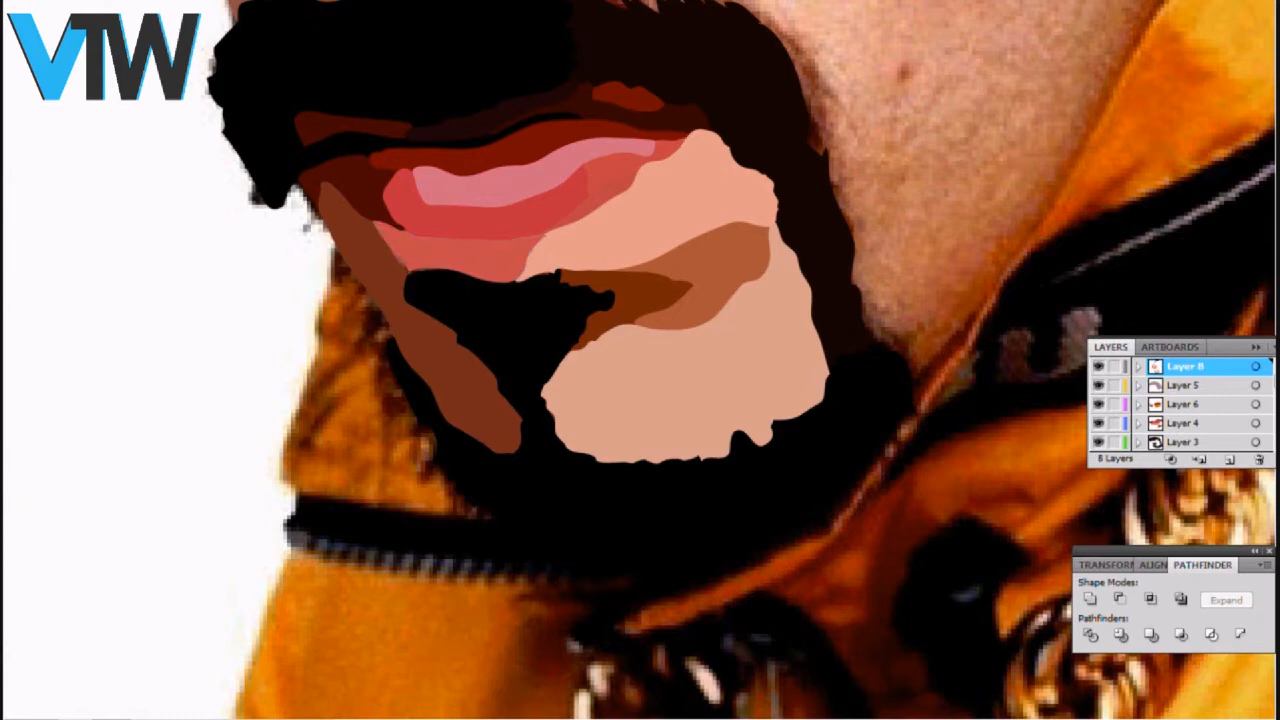 VTW
LAYERS ARTBOARDS
Layer 8
Layer 5
Layer 6
Layer 4
Layer 3
8 Layers
TRANSFORM ALIGN PATHFINDER
Shape Modes:
Expand
Pathfinders: